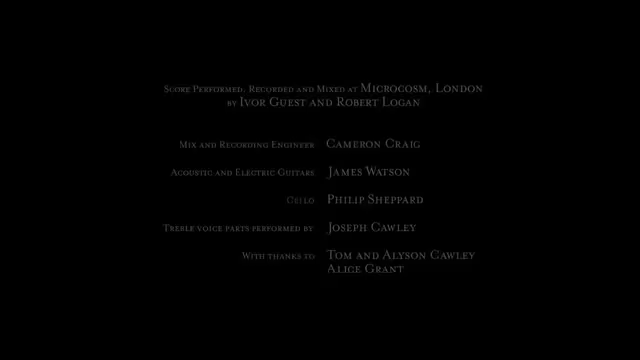 Score Performed, Recorded and Mixed at Microcosm, London
by Ivor Guest and Robert Logan
Mix and Recording Engineer Cameron Craig
Acoustic and Electric Guitars James Watson
Cello Philip Sheppard
Treble voice parts performed by Joseph Cawley
With thanks to Tom and Alyson Cawley
Alice Grant